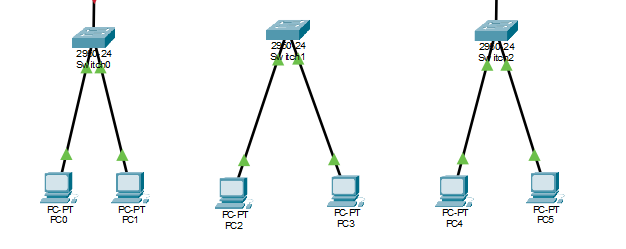 2960-24
Switch0
2960-24
Switch1
2960-24
Switch2
PC-PT
PC0
PC-PT
PC1
PC-PT
PC2
PC-PT
PC3
PC-PT
PC4
PC-PT
PC5